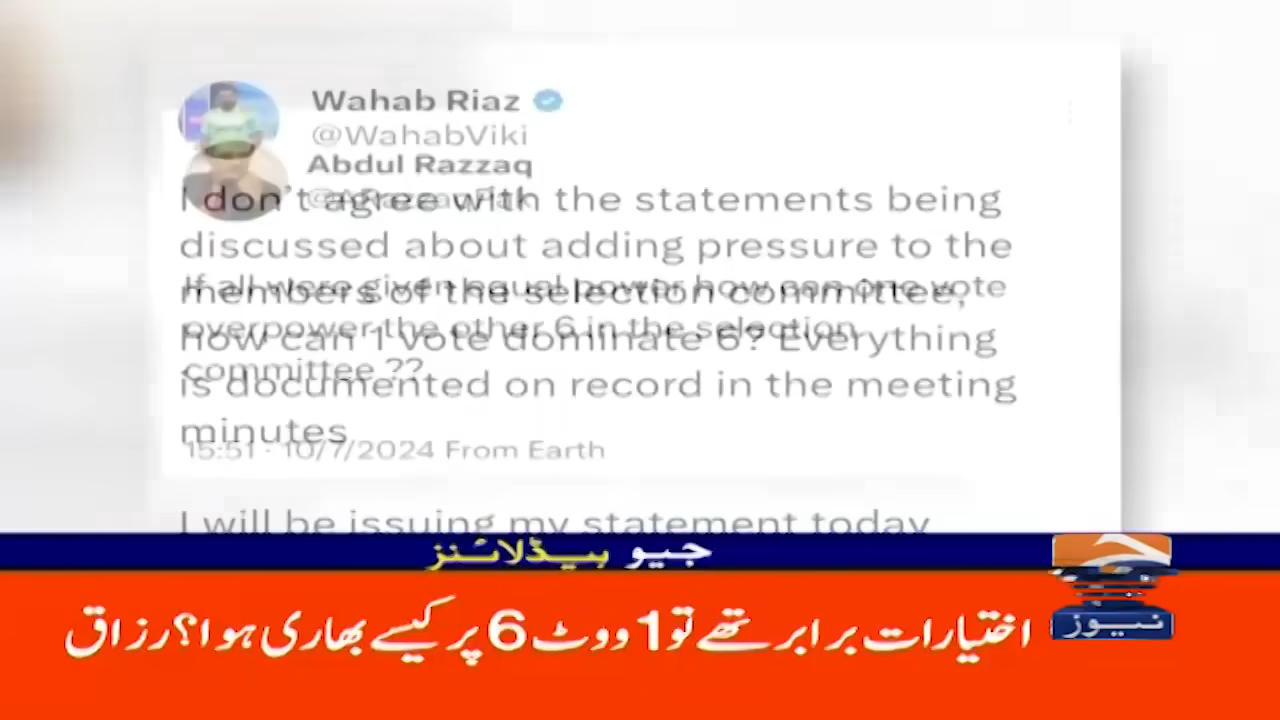 Wahab Riaz
@WahabViki
I don't agree with the statements being
discussed about adding pressure to the
members of the selection committee,
how can 1 vote dominate 6? Everything
is documented on record in the meeting
minutes
I will be issuing my statement today
Abdul Razzaq
@ARazzaqPak
If all were given equal power how can one vote
overpower the other 6 in the selection
committee ??
15:51 · 10/7/2024 From Earth
جیو ہیڈلائنز
اختیارات برابر تھے تو 1 ووٹ 6 پر کیسے بھاری ہوا؟ رزاق
نیوز